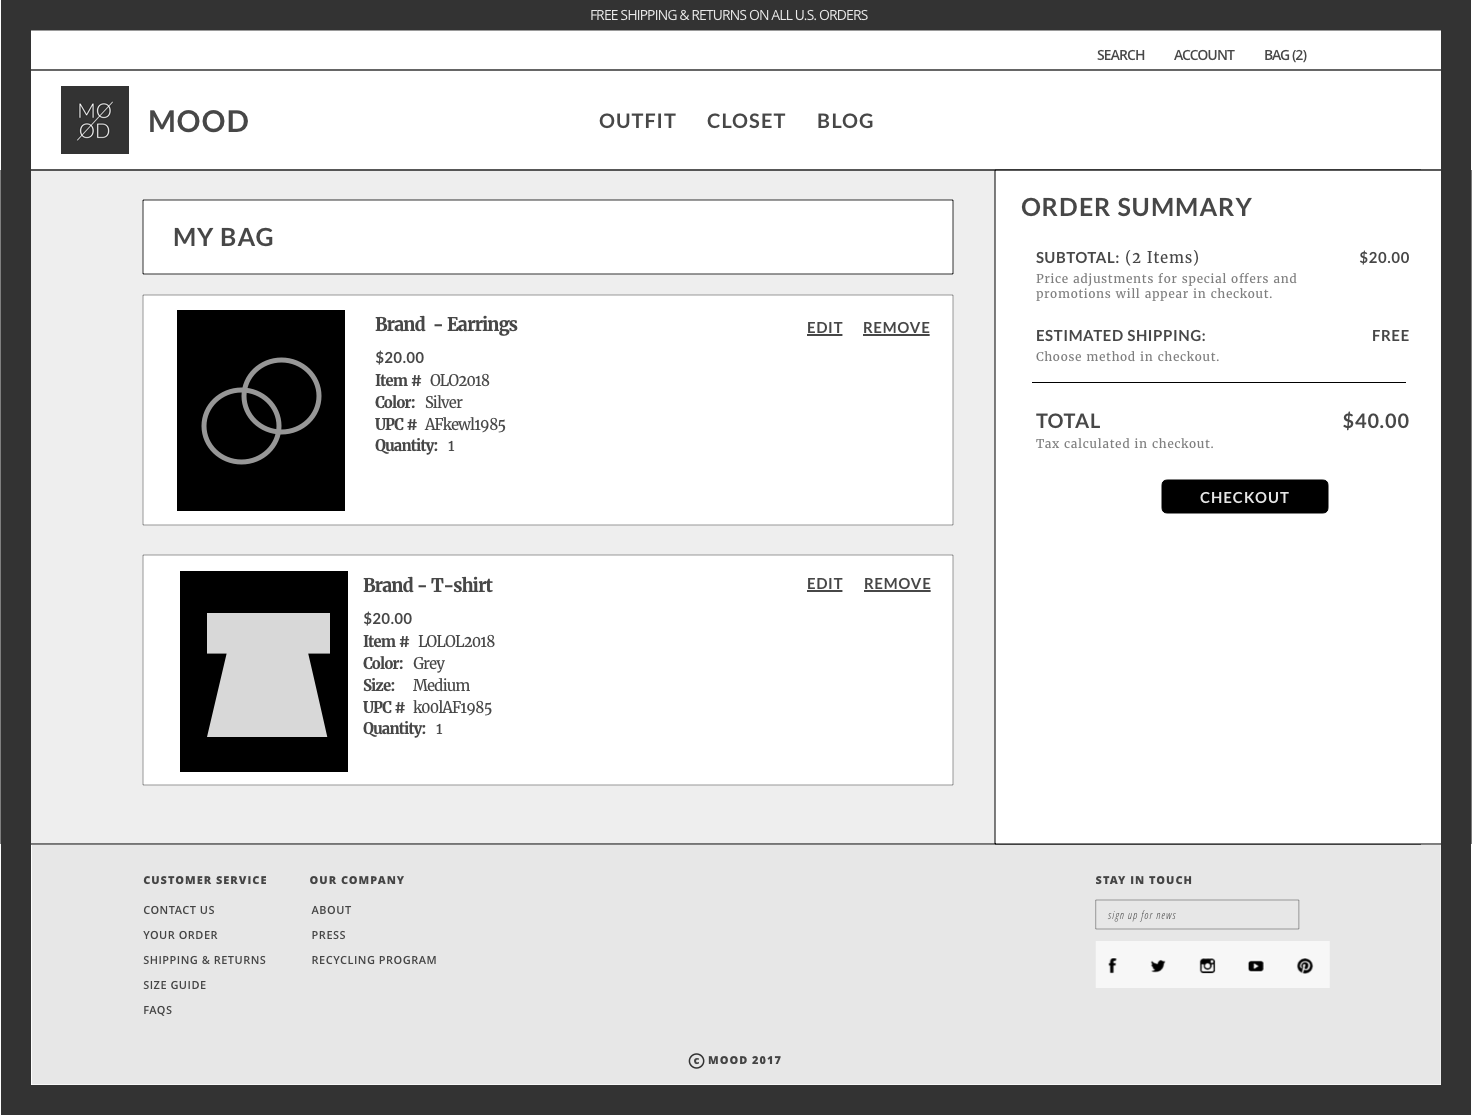 FREE SHIPPING & RETURNS ON ALL U.S. ORDERS
SEARCH ACCOUNT BAG (2)
MØ
ØD
MOOD
OUTFIT CLOSET BLOG
MY BAG
Brand - Earrings
EDIT REMOVE
$20.00
Item # OLO2018
Color: Silver
UPC # AFkewl1985
Quantity: 1
Brand - T-shirt
EDIT REMOVE
$20.00
Item # LOLOL2018
Color: Grey
Size: Medium
UPC # koolAF1985
Quantity: 1
ORDER SUMMARY
SUBTOTAL: (2 Items) $20.00
Price adjustments for special offers and
promotions will appear in checkout.
ESTIMATED SHIPPING: FREE
Choose method in checkout.
TOTAL $40.00
Tax calculated in checkout.
CHECKOUT
CUSTOMER SERVICE
CONTACT US
YOUR ORDER
SHIPPING & RETURNS
SIZE GUIDE
FAQS
OUR COMPANY
ABOUT
PRESS
RECYCLING PROGRAM
STAY IN TOUCH
sign up for news
© MOOD 2017